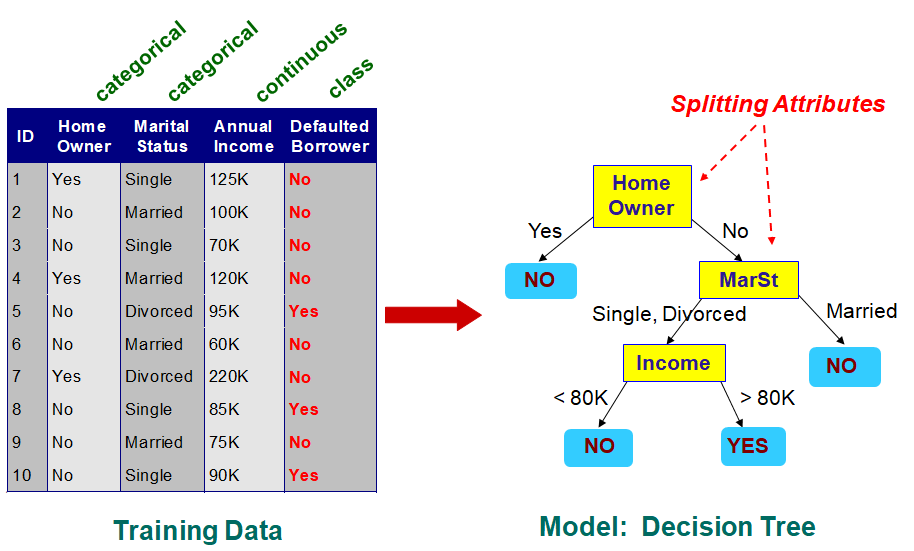 categorical
categorical
continuous
class
ID Home Owner Marital Status Annual Income Defaulted Borrower
1 Yes Single 125K No
2 No Married 100K No
3 No Single 70K No
4 Yes Married 120K No
5 No Divorced 95K Yes
6 No Married 60K No
7 Yes Divorced 220K No
8 No Single 85K Yes
9 No Married 75K No
10 No Single 90K Yes
Training Data
Splitting Attributes
Home
Owner
Yes No
NO MarSt
Single, Divorced Married
Income NO
< 80K > 80K
NO YES
Model: Decision Tree